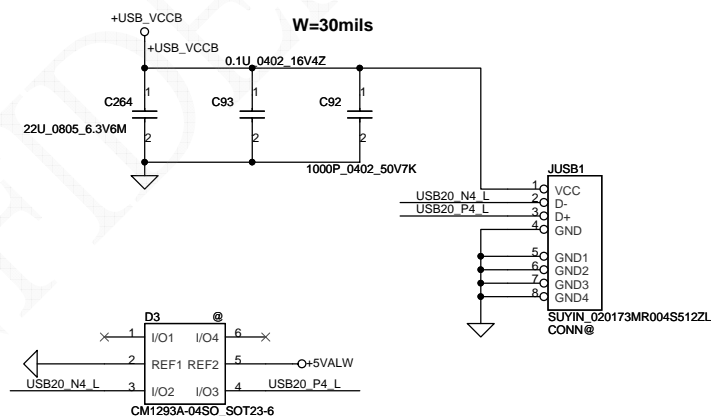 +USB_VCCB
W=30mils
+USB_VCCB
0.1U_0402_16V4Z
1 1 1
C264 C93 C92
22U_0805_6.3V6M
2 2 2
1000P_0402_50V7K
JUSB1
1 VCC
USB20_N4_L 2 D-
USB20_P4_L 3 D+
4 GND
5 GND1
6 GND2
7 GND3
8 GND4
SUYIN_020173MR004S512ZL
CONN@
D3 @
1 I/O1 I/O4 6
2 REF1 REF2 5 +5VALW
USB20_N4_L 3 I/O2 I/O3 4 USB20_P4_L
CM1293A-04SO_SOT23-6